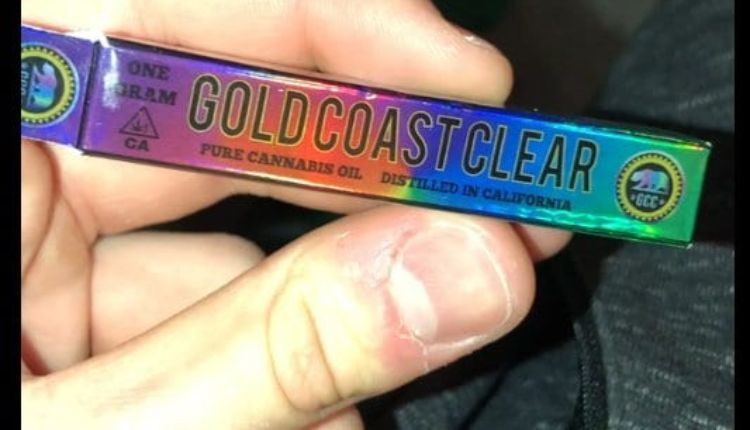 ONE
GRAM
CA
GOLD COAST CLEAR
PURE CANNABIS OIL DISTILLED IN CALIFORNIA
GCC